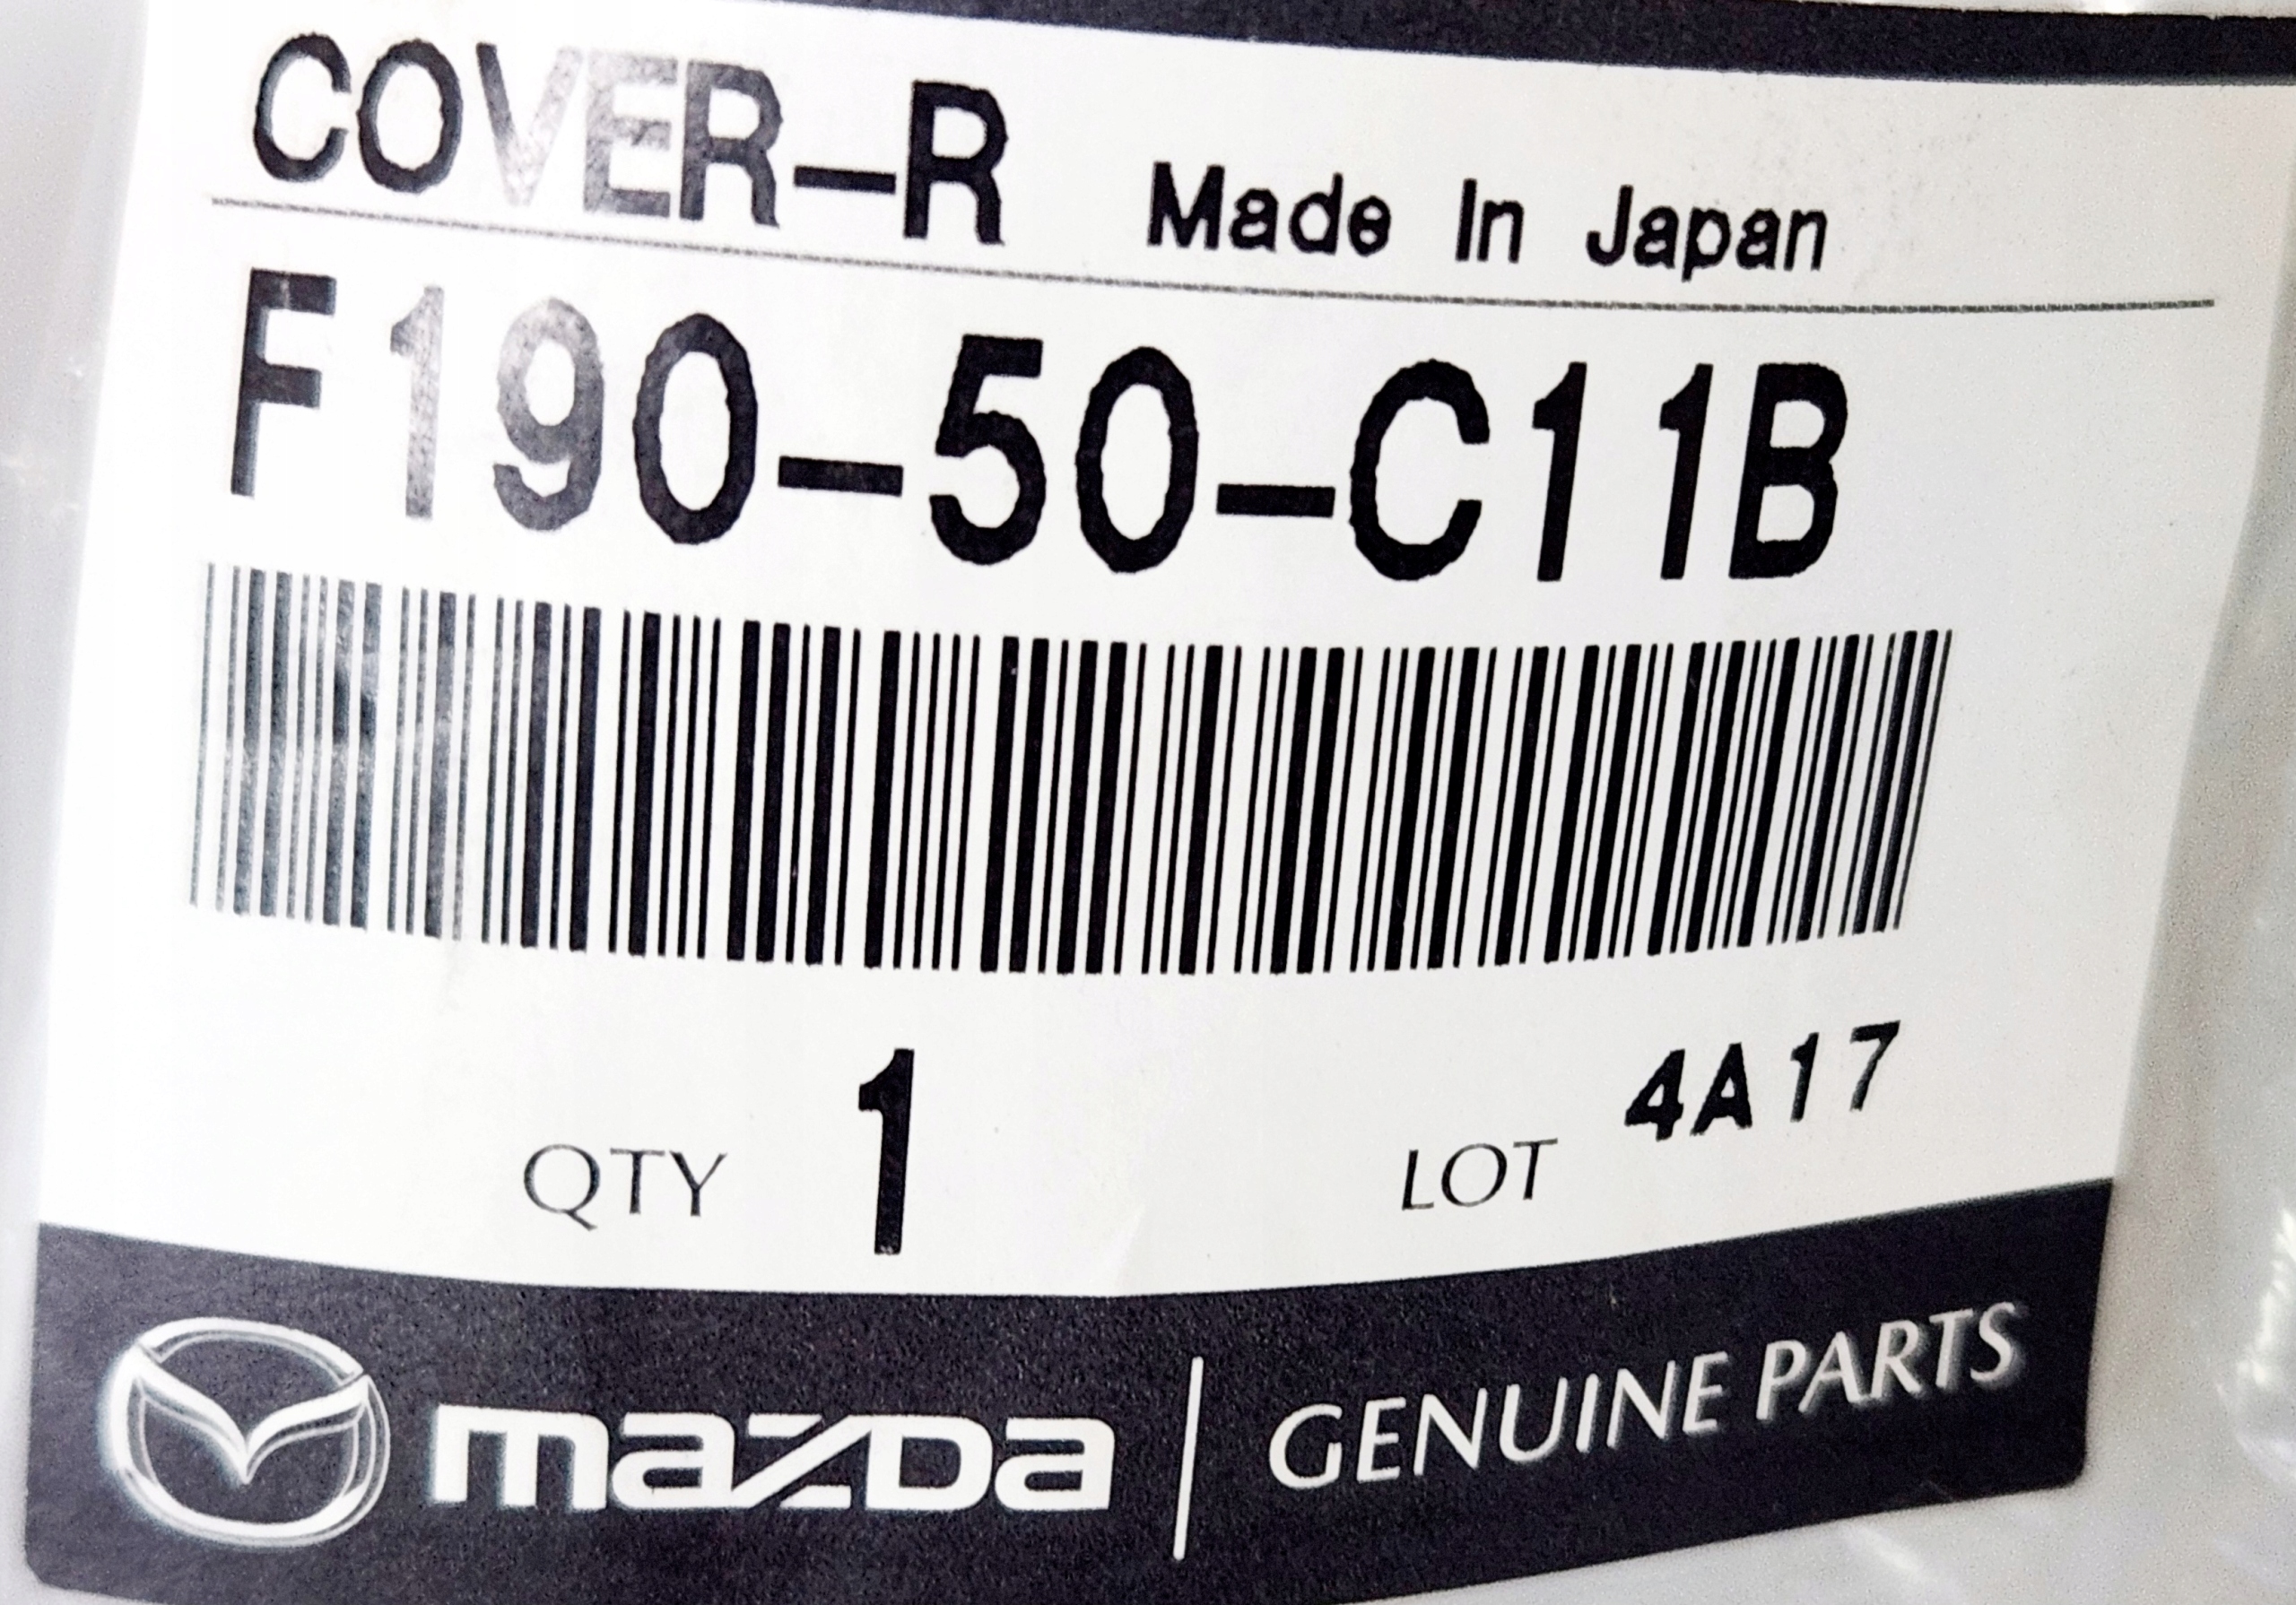 COVER-R Made In Japan
F190-50-C11B
QTY 1 LOT 4A17
mazda | GENUINE PARTS